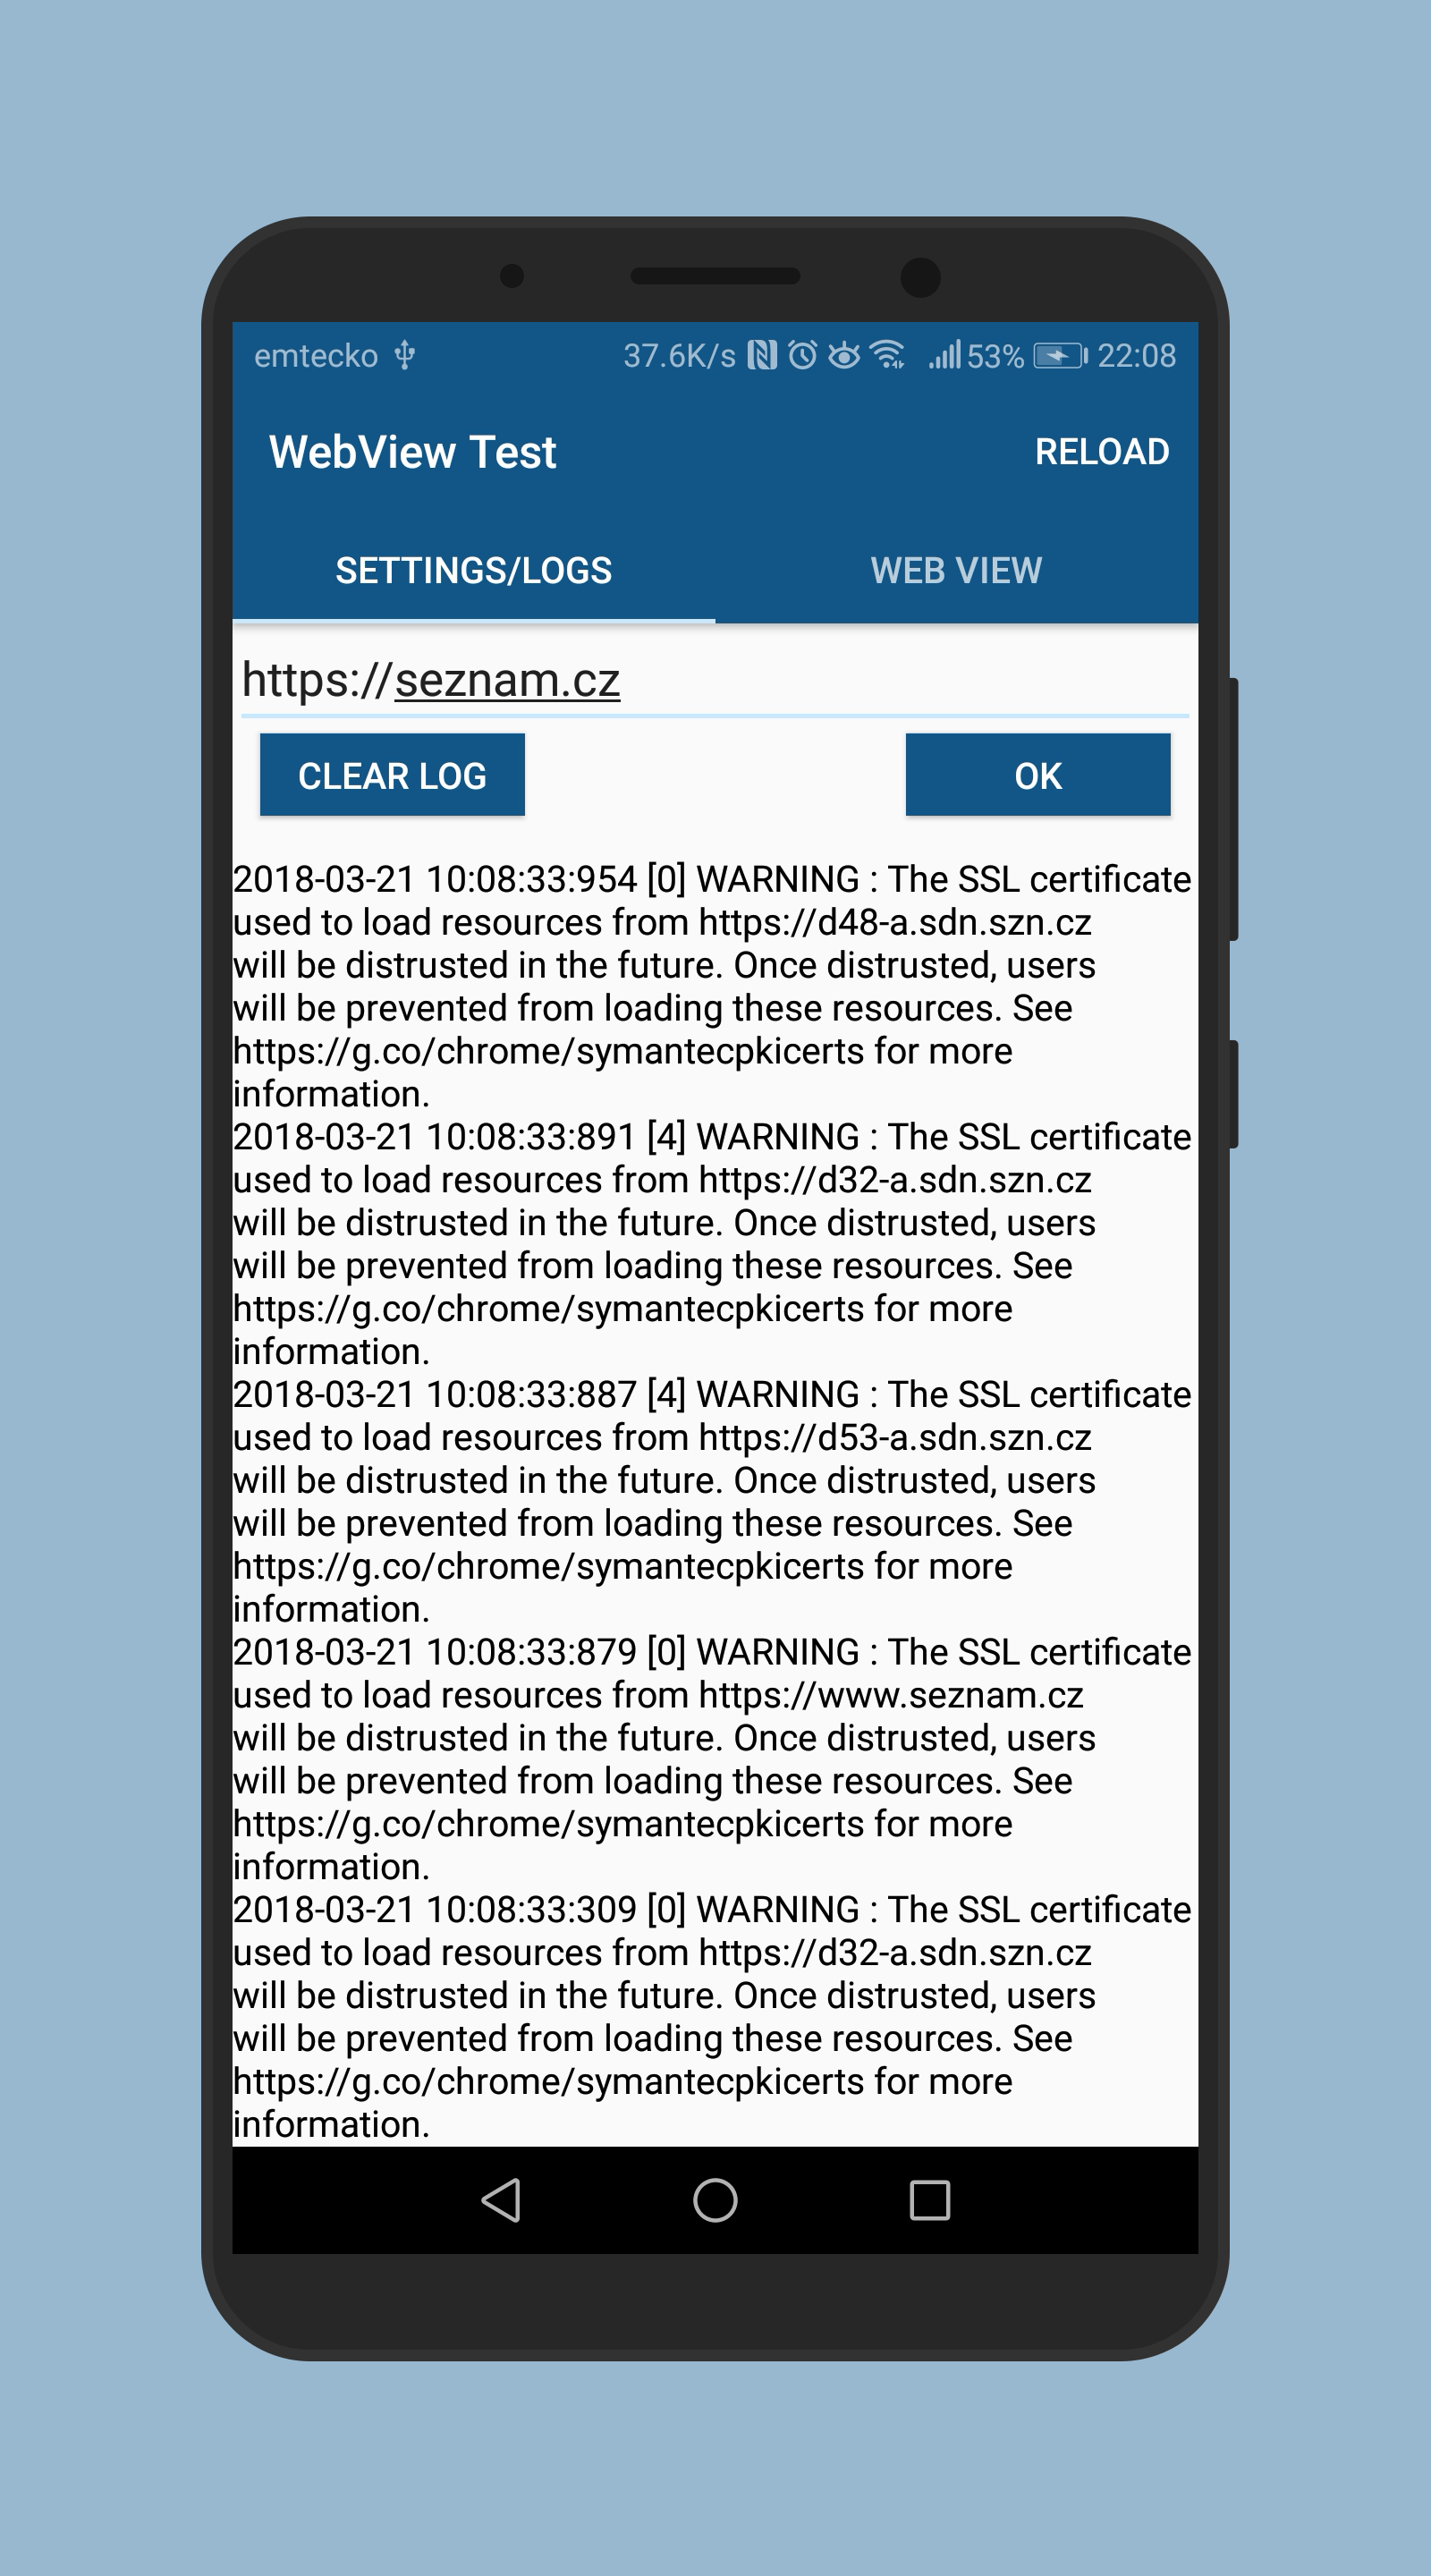 emtecko 37.6K/s 53% 22:08
WebView Test RELOAD
SETTINGS/LOGS WEB VIEW
https://seznam.cz
CLEAR LOG OK
2018-03-21 10:08:33:954 [0] WARNING : The SSL certificate
used to load resources from https://d48-a.sdn.szn.cz
will be distrusted in the future. Once distrusted, users
will be prevented from loading these resources. See
https://g.co/chrome/symantecpkicerts for more
information.
2018-03-21 10:08:33:891 [4] WARNING : The SSL certificate
used to load resources from https://d32-a.sdn.szn.cz
will be distrusted in the future. Once distrusted, users
will be prevented from loading these resources. See
https://g.co/chrome/symantecpkicerts for more
information.
2018-03-21 10:08:33:887 [4] WARNING : The SSL certificate
used to load resources from https://d53-a.sdn.szn.cz
will be distrusted in the future. Once distrusted, users
will be prevented from loading these resources. See
https://g.co/chrome/symantecpkicerts for more
information.
2018-03-21 10:08:33:879 [0] WARNING : The SSL certificate
used to load resources from https://www.seznam.cz
will be distrusted in the future. Once distrusted, users
will be prevented from loading these resources. See
https://g.co/chrome/symantecpkicerts for more
information.
2018-03-21 10:08:33:309 [0] WARNING : The SSL certificate
used to load resources from https://d32-a.sdn.szn.cz
will be distrusted in the future. Once distrusted, users
will be prevented from loading these resources. See
https://g.co/chrome/symantecpkicerts for more
information.